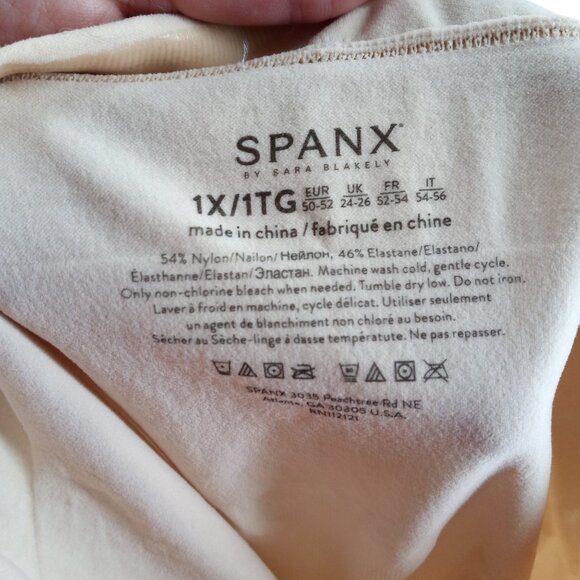 SPANX®
BY SARA BLAKELY
1X/1TG EUR 50-52 UK 24-26 FR 52-54 IT 54-56
made in china/fabriqué en chine
54% Nylon/Nailon/Нейлон, 46% Elastane/Elastano/
Élasthanne/Elastan/Эластан. Machine wash cold, gentle cycle.
Only non-chlorine bleach when needed. Tumble dry low. Do not iron.
Laver à froid en machine, cycle délicat. Utiliser seulement
un agent de blanchiment non chloré au besoin.
Sécher au Sèche-linge à dasse températute. Ne pas repasser.
SPANX 3035 Peachtree Rd NE
Atlanta, GA 30305 U.S.A.
RN112121